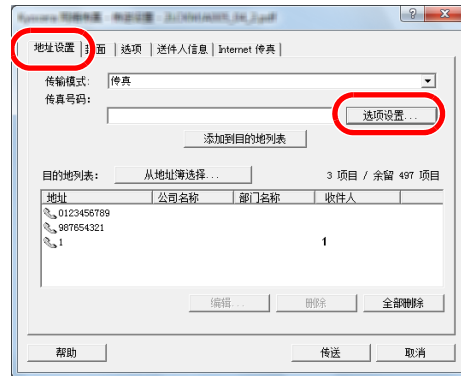 地址设置 | 封面 | 选项 | 送件人信息 | Internet 传真 |
传输模式: 传真
传真号码:
选项设置...
添加到目的地列表
目的地列表: 从地址簿选择... 3 项目 / 余留 497 项目
地址 公司名称 部门名称 收件人
0123456789
987654321
1 1
编辑... 删除 全部删除
帮助 传送 取消